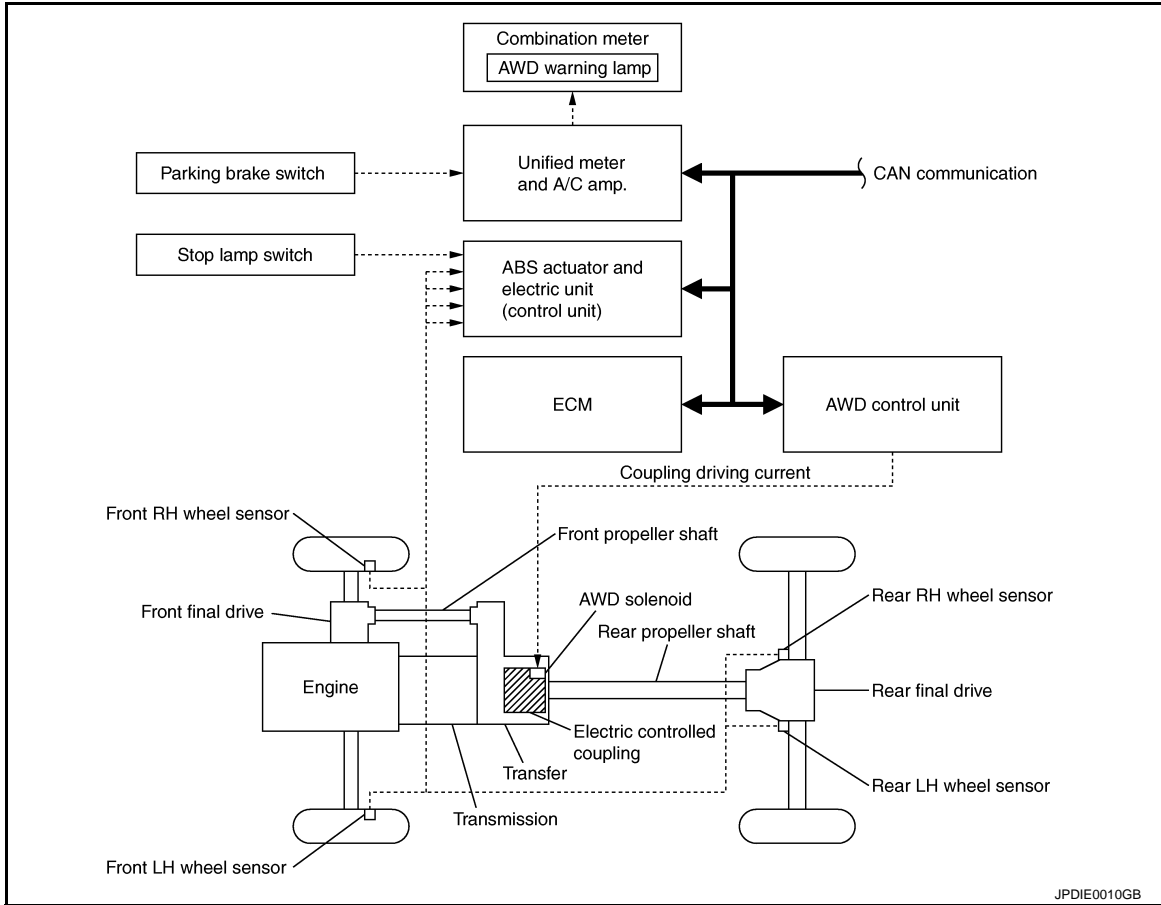 Combination meter
AWD warning lamp
Unified meter
and A/C amp.
Parking brake switch
CAN communication
Stop lamp switch
ABS actuator and
electric unit
(control unit)
ECM
AWD control unit
Coupling driving current
Front RH wheel sensor
Front propeller shaft
AWD solenoid
Rear RH wheel sensor
Front final drive
Rear propeller shaft
Engine
Rear final drive
Electric controlled
coupling
Transfer
Rear LH wheel sensor
Transmission
Front LH wheel sensor
JPDIE0010GB